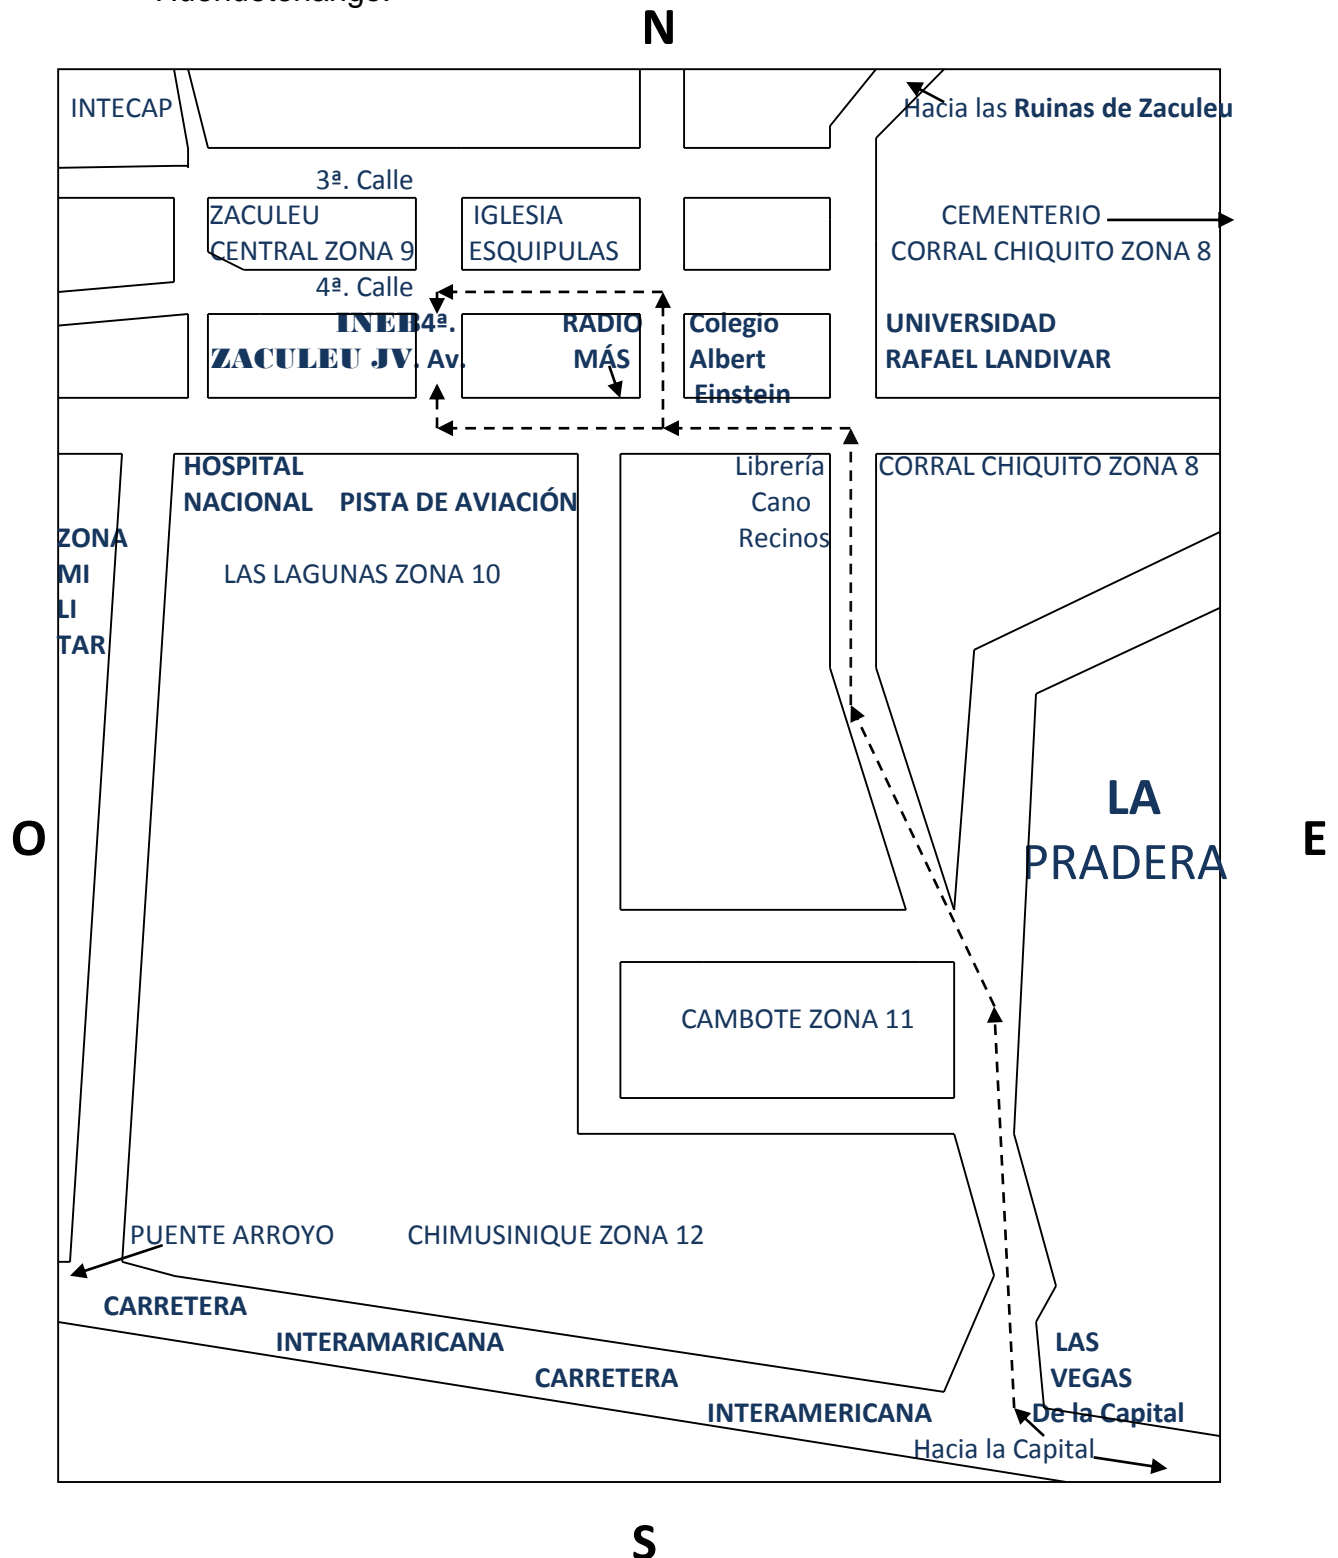 Huehuetenango.
N
INTECAP
Hacia las Ruinas de Zaculeu
3ª. Calle
ZACULEU
CENTRAL ZONA 9
IGLESIA
ESQUIPULAS
CEMENTERIO
CORRAL CHIQUITO ZONA 8
4ª. Calle
INEB
ZACULEU JV.
4ª.
Av.
RADIO
MÁS
Colegio
Albert
Einstein
UNIVERSIDAD
RAFAEL LANDIVAR
HOSPITAL
NACIONAL
PISTA DE AVIACIÓN
Librería
Cano
Recinos
CORRAL CHIQUITO ZONA 8
ZONA
MI
LI
TAR
LAS LAGUNAS ZONA 10
LA
PRADERA
O
E
CAMBOTE ZONA 11
PUENTE ARROYO
CHIMUSINIQUE ZONA 12
CARRETERA
INTERAMARICANA
CARRETERA
INTERAMERICANA
LAS
VEGAS
De la Capital
Hacia la Capital
S